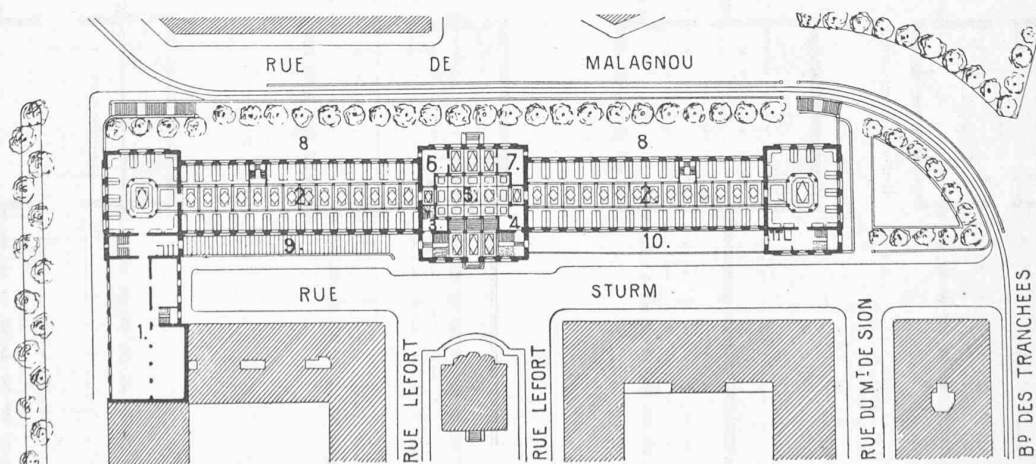 RUE DE MALAGNOU
8 8
6 7.
2. 5. 2.
3. 4.
9. 10.
RUE STURM
1.
RUE LEFORT
RUE LEFORT
RUE DU MT DE SION
BD DES TRANCHEES